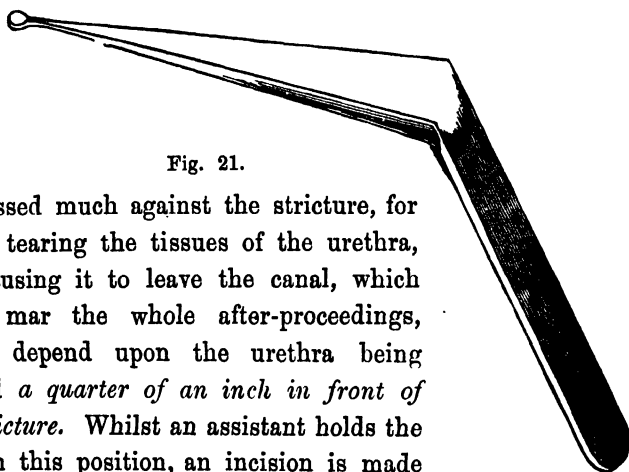 Fig. 21.
ssed much against the stricture, for
tearing the tissues of the urethra,
using it to leave the canal, which
mar the whole after-proceedings,
depend upon the urethra being
a quarter of an inch in front of
icture. Whilst an assistant holds the
this position, an incision is made